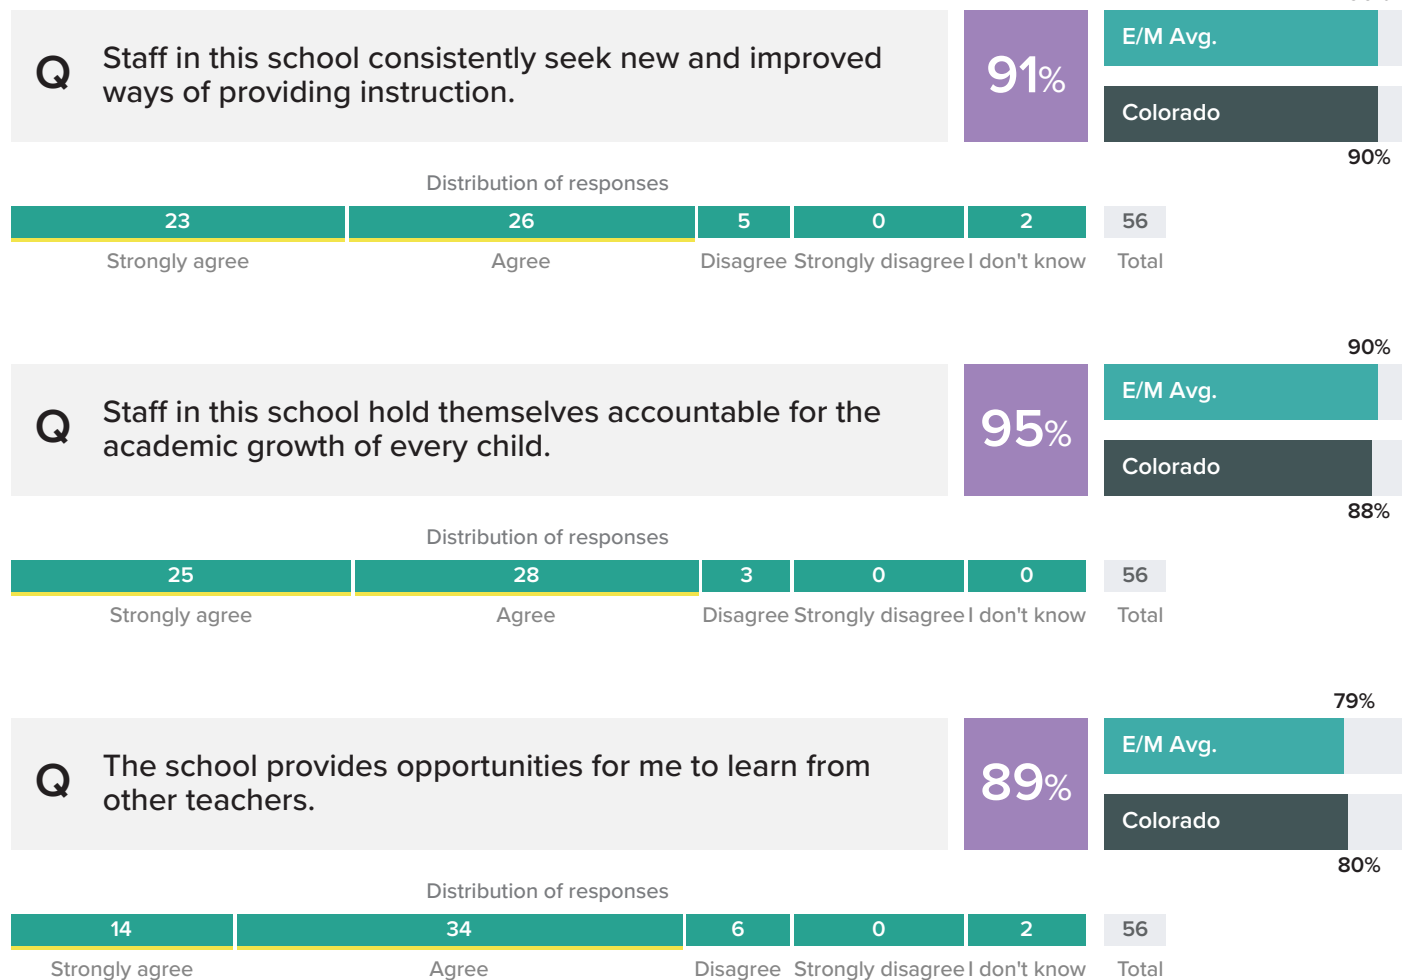 Q
Staff in this school consistently seek new and improved
ways of providing instruction.
91%
E/M Avg.
Colorado
90%
Distribution of responses
23 26 5 0 2 56
Strongly agree Agree Disagree Strongly disagree I don't know Total
90%
Q
Staff in this school hold themselves accountable for the
academic growth of every child.
95%
E/M Avg.
Colorado
88%
Distribution of responses
25 28 3 0 0 56
Strongly agree Agree Disagree Strongly disagree I don't know Total
79%
Q
The school provides opportunities for me to learn from
other teachers.
89%
E/M Avg.
Colorado
80%
Distribution of responses
14 34 6 0 2 56
Strongly agree Agree Disagree Strongly disagree I don't know Total